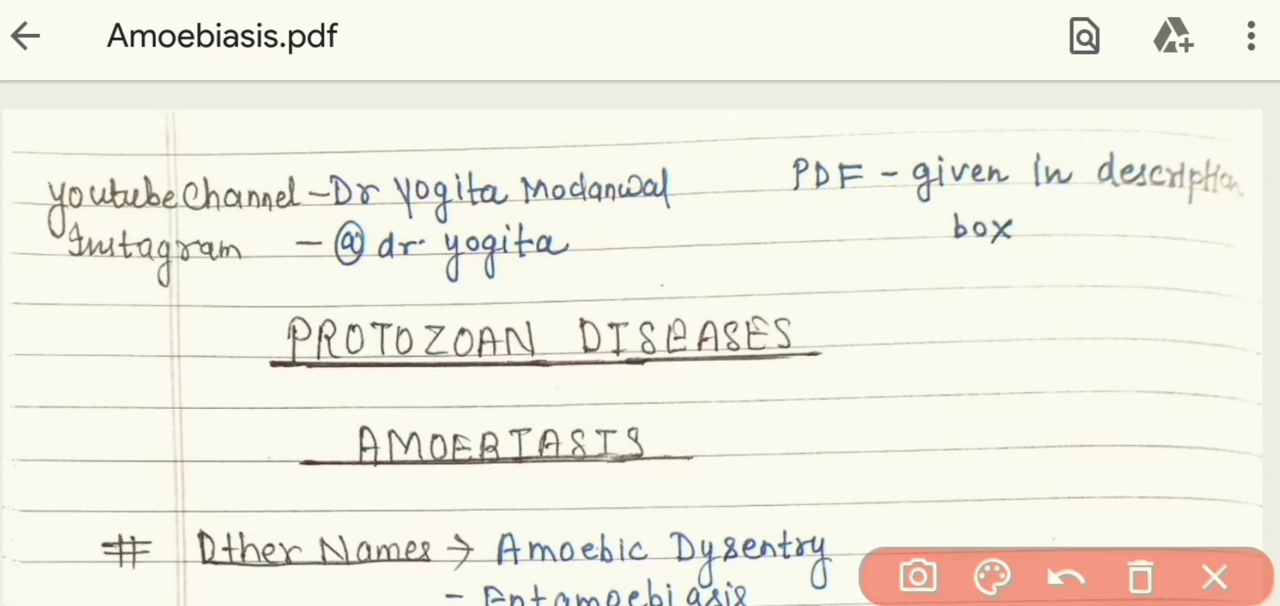 Amoebiasis.pdf
youtube Channel - Dr Yogita Modanwal
PDF - given in description
Instagram - @ dr. yogita
box
PROTOZOAN DISEASES
AMOEBIASIS
# Other Names → Amoebic Dysentry
- Entamoebiasis